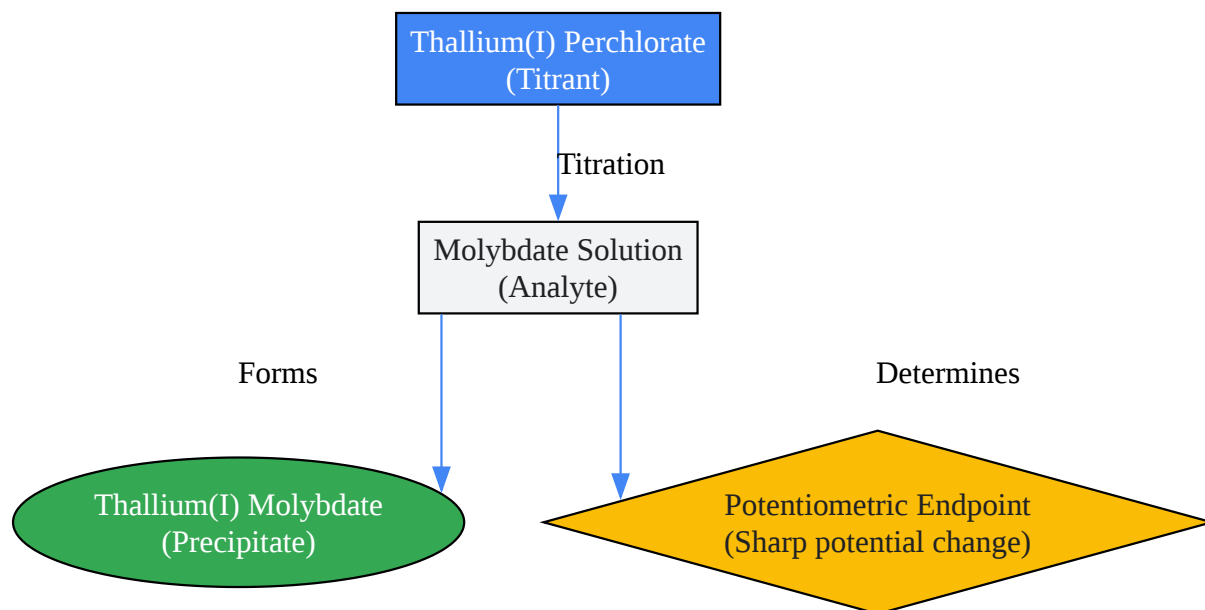 Thallium(I) Perchlorate
(Titrant)
Titration
Molybdate Solution
(Analyte)
Forms
Determines
Thallium(I) Molybdate
(Precipitate)
Potentiometric Endpoint
(Sharp potential change)